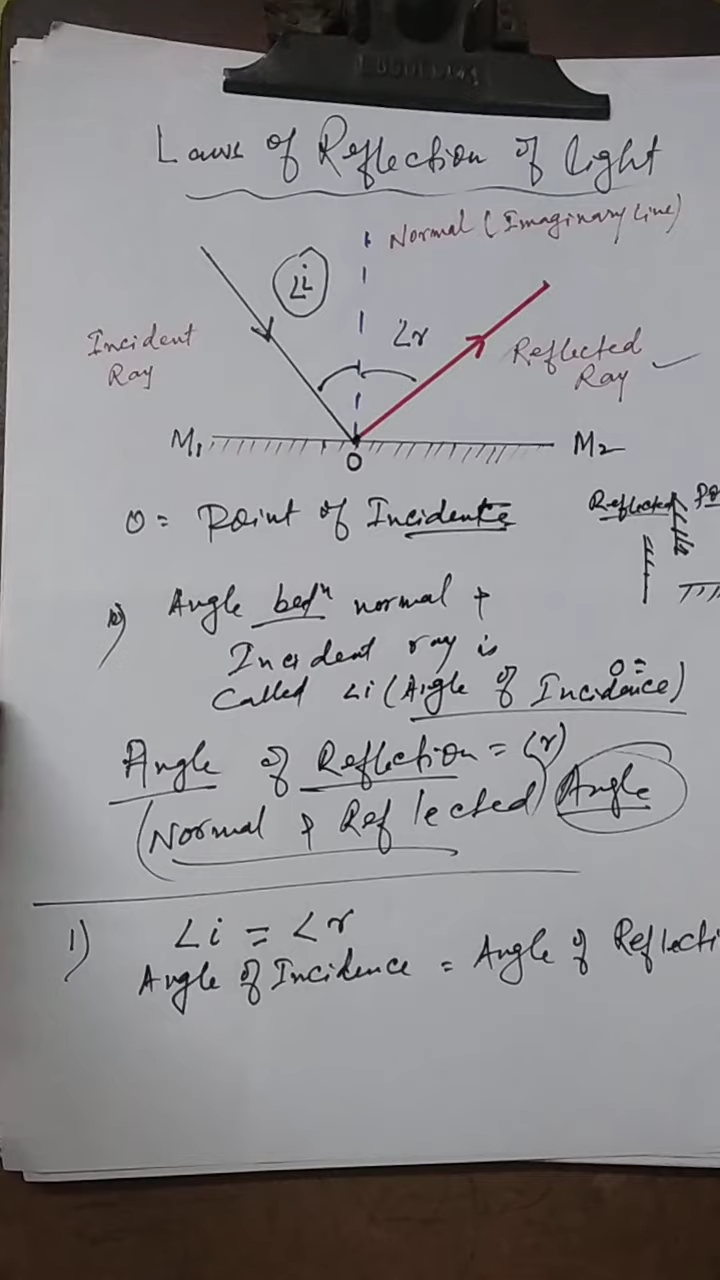 Laws of Reflection of light
Normal (Imaginary Line)
∠i
∠r
Incident
Ray
Reflected
Ray
M1
M2
O
O = Point of Incidente
Reflected
Angle betn normal &
Incident ray is
Called ∠i (Angle of Incidence)
O =
Angle of Reflection = (r)
(Normal & Reflected) Angle
1) ∠i = ∠r
Angle of Incidence = Angle of Reflecti